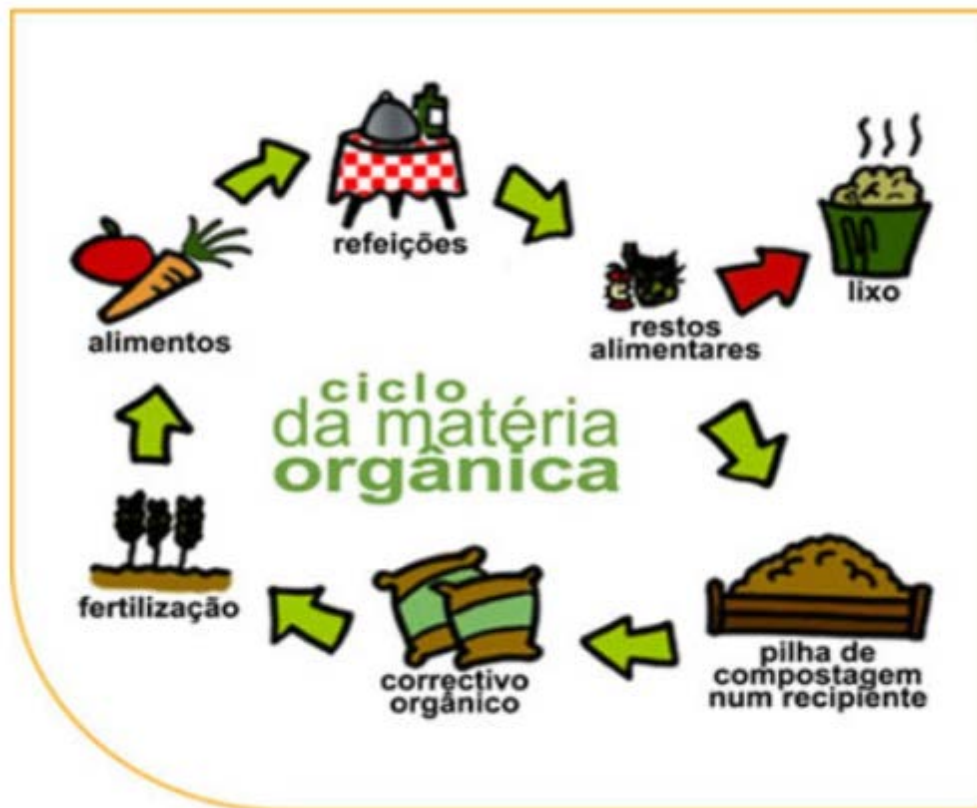 refeições
lixo
alimentos
restos
alimentares
ciclo
da matéria
orgânica
fertilização
correctivo
orgânico
pilha de
compostagem
num recipiente